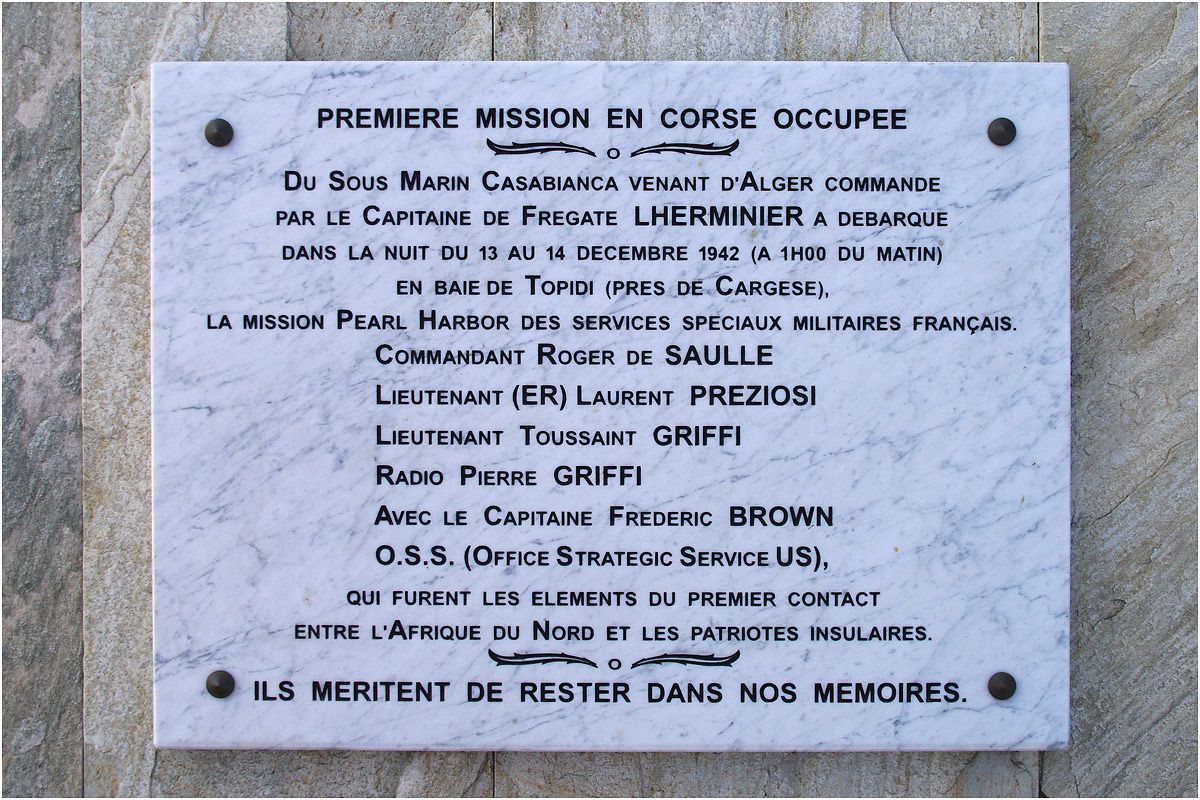 PREMIERE MISSION EN CORSE OCCUPEE
DU SOUS MARIN CASABIANCA VENANT D'ALGER COMMANDE
PAR LE CAPITAINE DE FREGATE LHERMINIER A DEBARQUE
DANS LA NUIT DU 13 AU 14 DECEMBRE 1942 (A 1H00 DU MATIN)
EN BAIE DE TOPIDI (PRES DE CARGESE),
LA MISSION PEARL HARBOR DES SERVICES SPECIAUX MILITAIRES FRANÇAIS.
COMMANDANT ROGER DE SAULLE
LIEUTENANT (ER) LAURENT PREZIOSI
LIEUTENANT TOUSSAINT GRIFFI
RADIO PIERRE GRIFFI
AVEC LE CAPITAINE FREDERIC BROWN
O.S.S. (OFFICE STRATEGIC SERVICE US),
QUI FURENT LES ELEMENTS DU PREMIER CONTACT
ENTRE L'AFRIQUE DU NORD ET LES PATRIOTES INSULAIRES.
ILS MERITENT DE RESTER DANS NOS MEMOIRES.